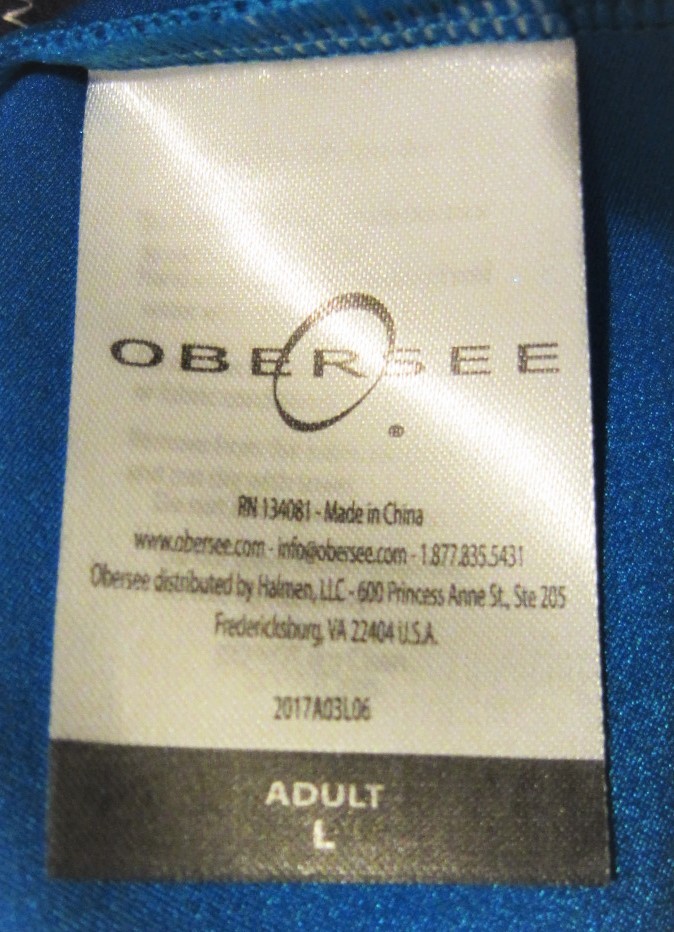 OBERSEE
®
RN 134081 - Made in China
www.obersee.com - info@obersee.com - 1.877.835.5431
Obersee distributed by Halmen, LLC - 600 Princess Anne St., Ste 205
Fredericksburg, VA 22404 U.S.A.
2017A03L06
ADULT
L